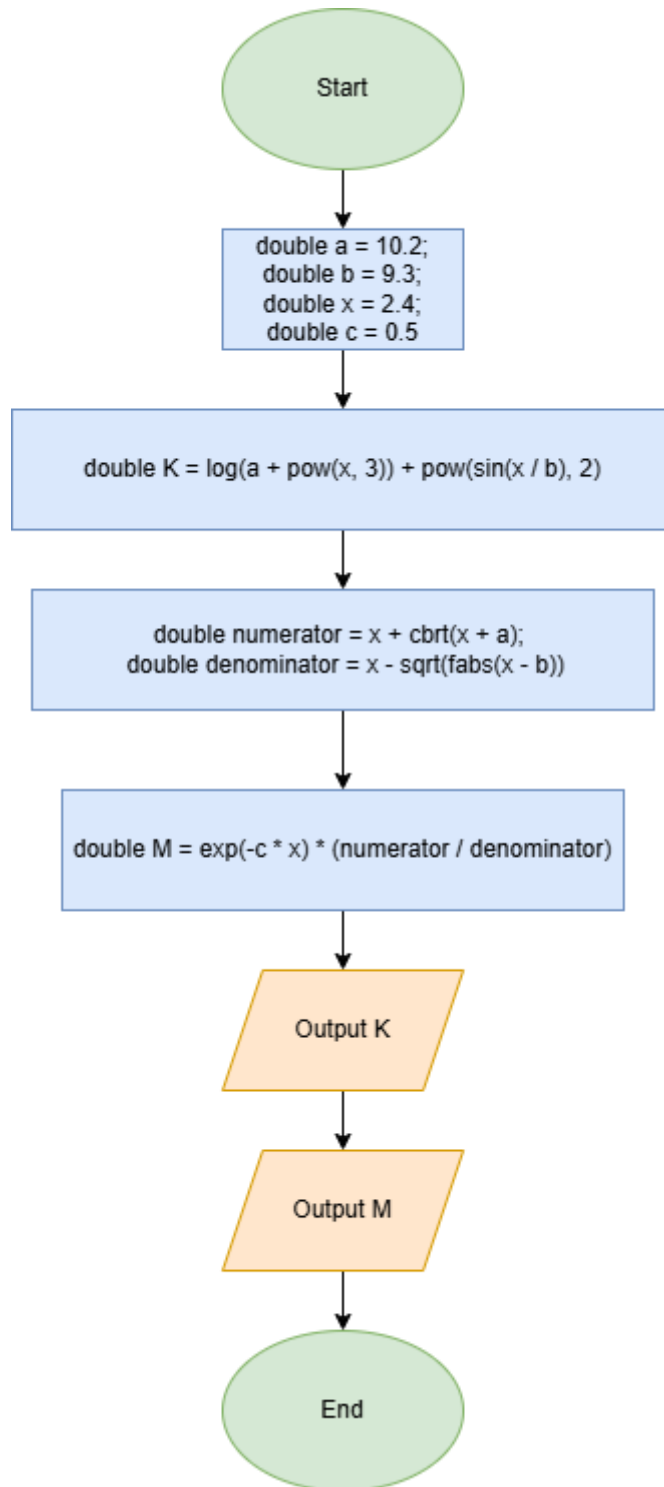 Start
double a = 10.2;
double b = 9.3;
double x = 2.4;
double c = 0.5
double K = log(a + pow(x, 3)) + pow(sin(x / b), 2)
double numerator = x + cbrt(x + a);
double denominator = x - sqrt(fabs(x - b))
double M = exp(-c * x) * (numerator / denominator)
Output K
Output M
End